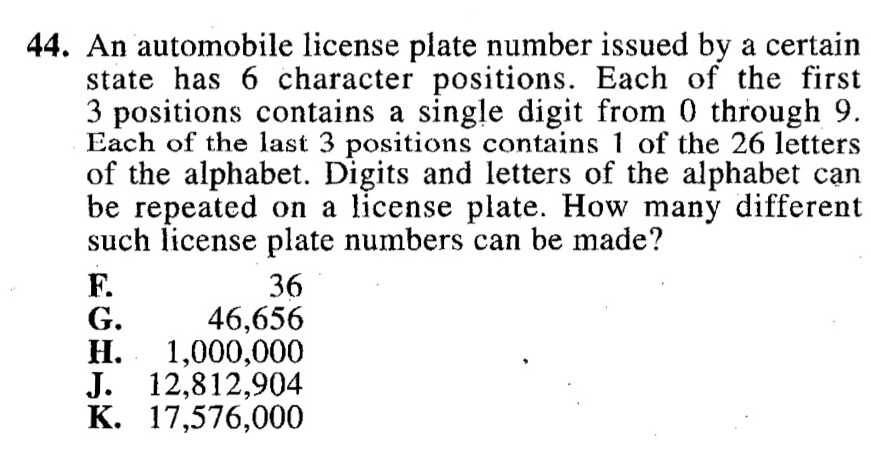 44. An automobile license plate number issued by a certain
state has 6 character positions. Each of the first
3 positions contains a single digit from 0 through 9.
Each of the last 3 positions contains 1 of the 26 letters
of the alphabet. Digits and letters of the alphabet can
be repeated on a license plate. How many different
such license plate numbers can be made?
F. 36
G. 46,656
H. 1,000,000
J. 12,812,904
K. 17,576,000